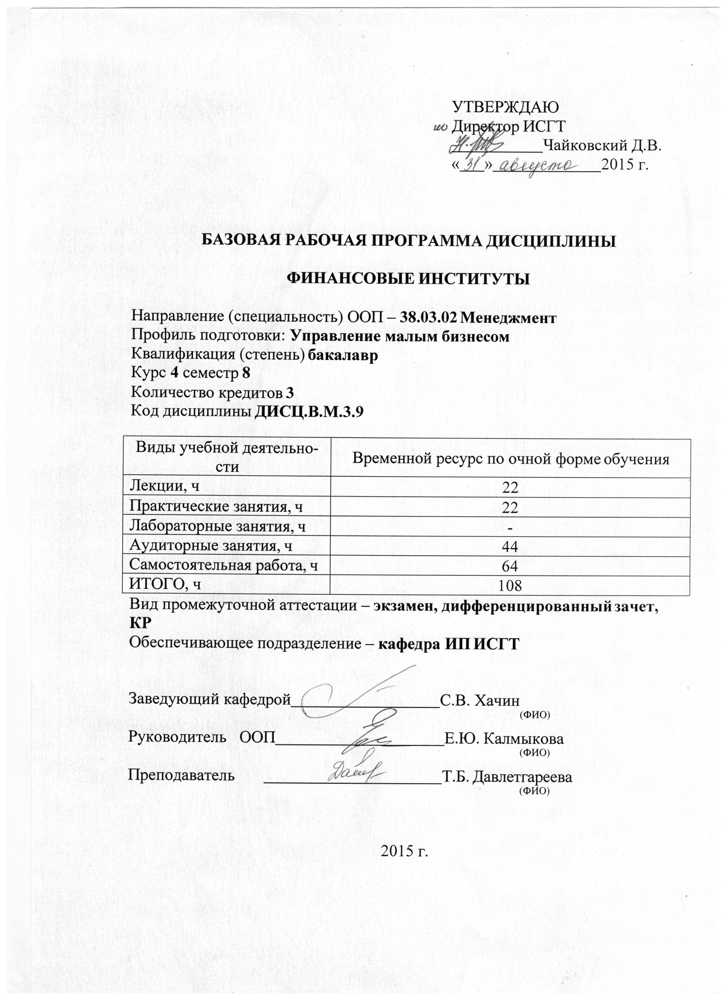 УТВЕРЖДАЮ
ио Директор ИСГТ
Чайковский Д.В.
«31» августа 2015 г.
БАЗОВАЯ РАБОЧАЯ ПРОГРАММА ДИСЦИПЛИНЫ
ФИНАНСОВЫЕ ИНСТИТУТЫ
Направление (специальность) ООП – 38.03.02 Менеджмент
Профиль подготовки: Управление малым бизнесом
Квалификация (степень) бакалавр
Курс 4 семестр 8
Количество кредитов 3
Код дисциплины ДИСЦ.В.М.3.9
Виды учебной деятельно-
сти
Временной ресурс по очной форме обучения
Лекции, ч 22
Практические занятия, ч 22
Лабораторные занятия, ч -
Аудиторные занятия, ч 44
Самостоятельная работа, ч 64
ИТОГО, ч 108
Вид промежуточной аттестации – экзамен, дифференцированный зачет,
КР
Обеспечивающее подразделение – кафедра ИП ИСГТ
Заведующий кафедрой С.В. Хачин
(ФИО)
Руководитель ООП Е.Ю. Калмыкова
(ФИО)
Преподаватель Т.Б. Давлетгареева
(ФИО)
2015 г.